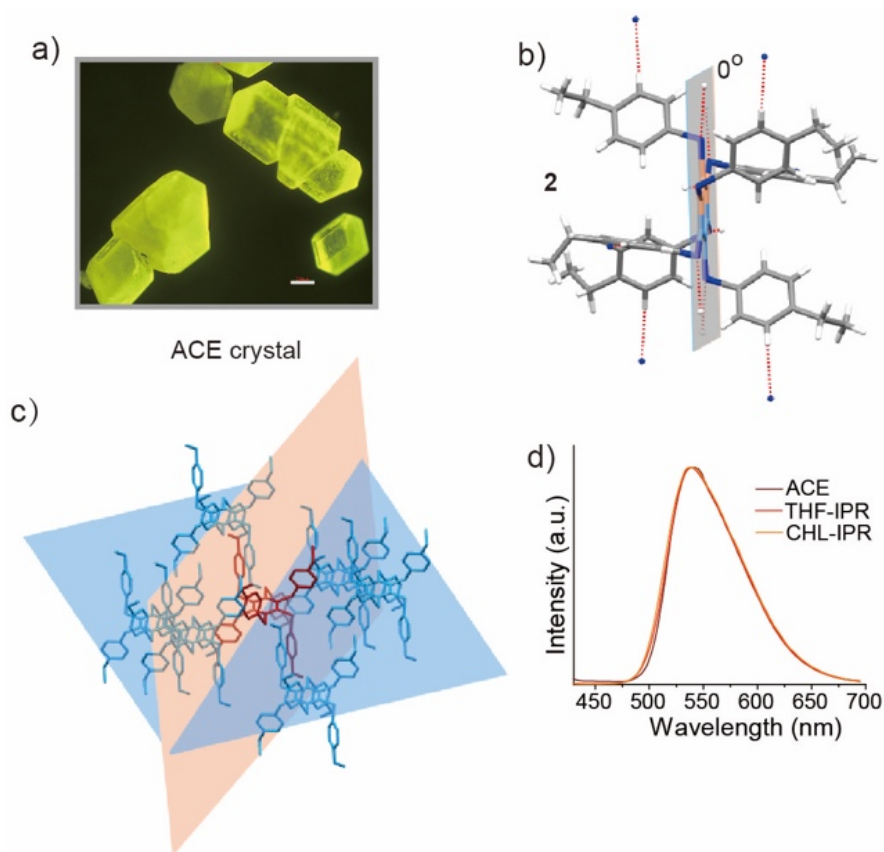 a)
ACE crystal
b)
0°
2
c)
d)
Intensity (a.u.)
ACE
THF-IPR
CHL-IPR
450 500 550 600 650 700
Wavelength (nm)